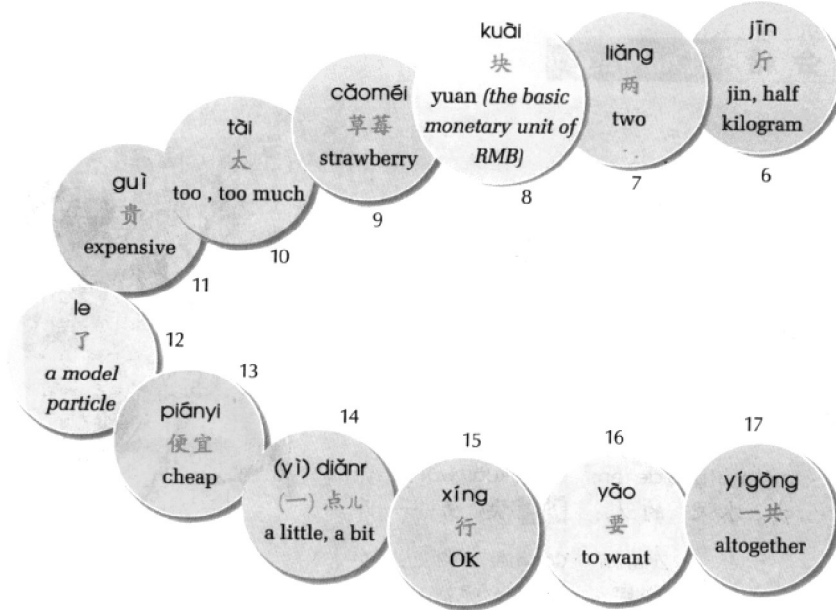 jīn
斤
jin, half
kilogram
6
liǎng
两
two
7
kuài
块
yuan (the basic
monetary unit of
RMB)
8
cǎoméi
草莓
strawberry
9
tài
太
too , too much
10
guì
贵
expensive
11
le
了
a model
particle
12
13
piányi
便宜
cheap
14
(yì) diǎnr
(一) 点儿
a little, a bit
15
xíng
行
OK
16
yào
要
to want
17
yígòng
一共
altogether